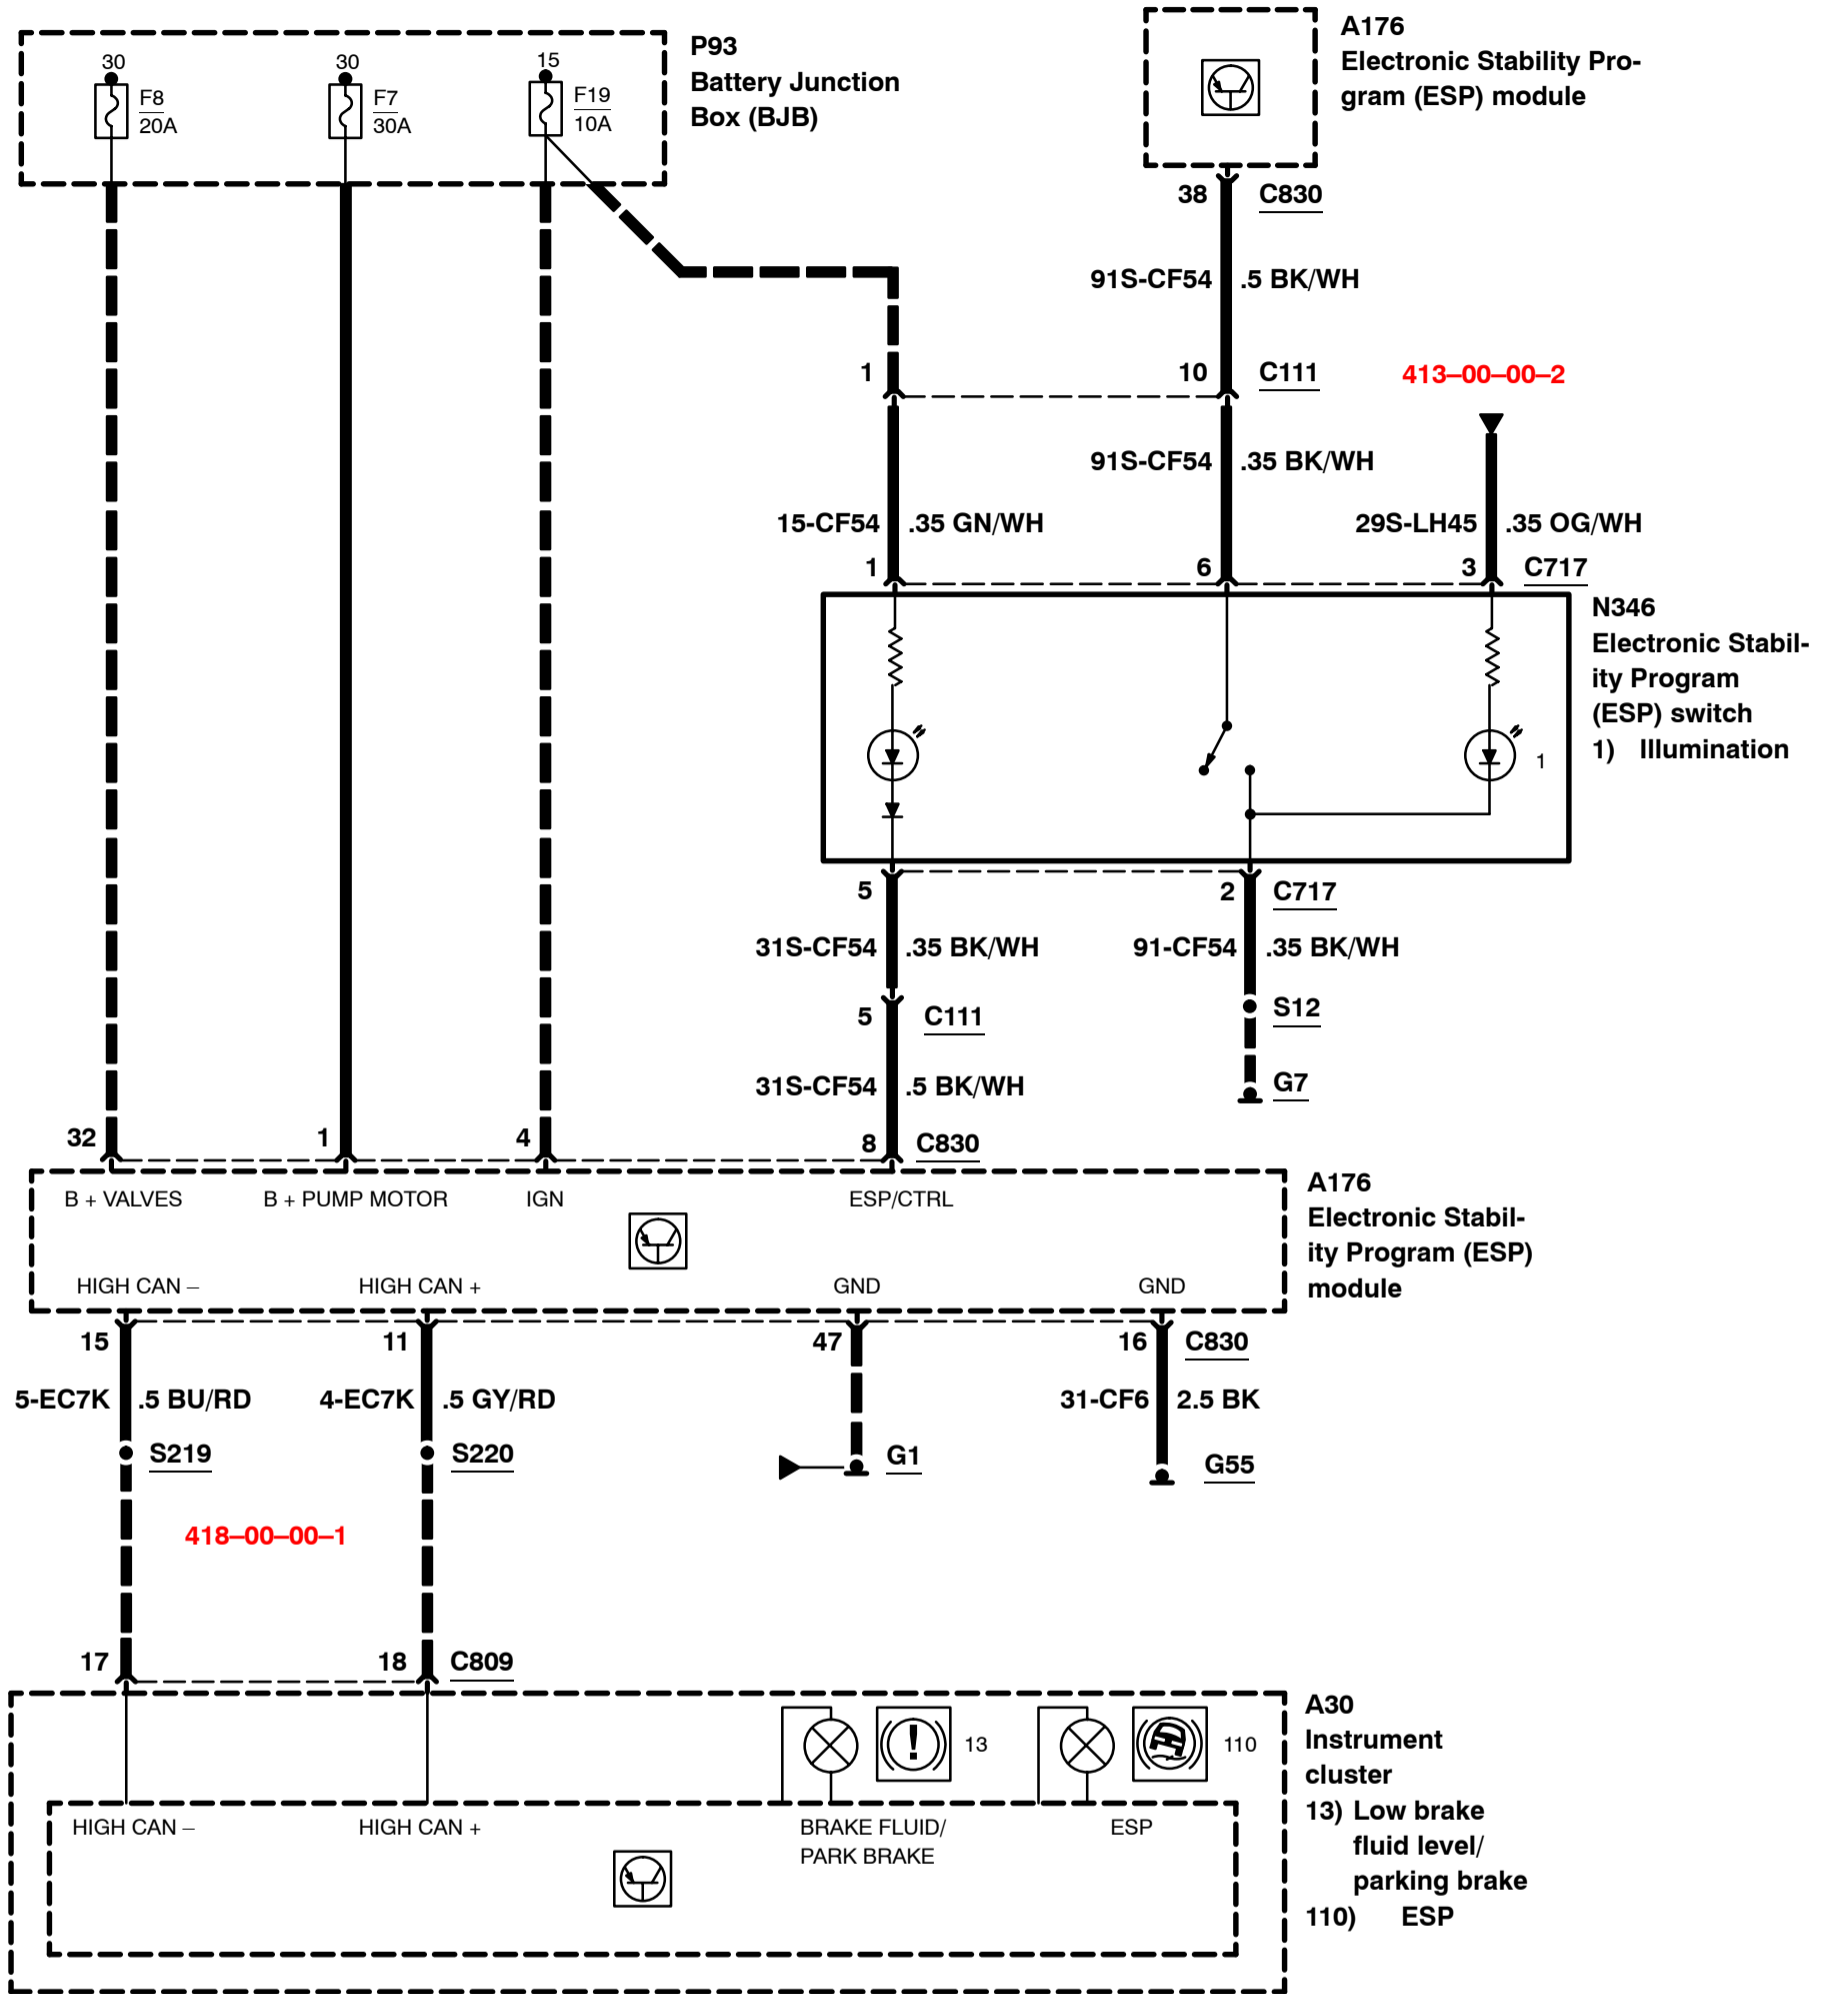 30
F8
20A
30
F7
30A
15
F19
10A
P93
Battery Junction
Box (BJB)
A176
Electronic Stability Pro-
gram (ESP) module
38 C830
91S-CF54 .5 BK/WH
1 10 C111
413–00–00–2
91S-CF54 .35 BK/WH
15-CF54 .35 GN/WH
29S-LH45 .35 OG/WH
1 6 3 C717
N346
Electronic Stabil-
ity Program
(ESP) switch
1) Illumination
1
5 2 C717
31S-CF54 .35 BK/WH
91-CF54 .35 BK/WH
5 C111
S12
31S-CF54 .5 BK/WH
G7
32 1 4 8 C830
B + VALVES B + PUMP MOTOR IGN ESP/CTRL
HIGH CAN – HIGH CAN + GND GND
A176
Electronic Stabil-
ity Program (ESP)
module
15 11 47 16 C830
5-EC7K .5 BU/RD
4-EC7K .5 GY/RD
31-CF6 2.5 BK
S219 S220 G1 G55
418–00–00–1
17 18 C809
13
110
HIGH CAN – HIGH CAN + BRAKE FLUID/ ESP
PARK BRAKE
A30
Instrument
cluster
13) Low brake
fluid level/
parking brake
110) ESP